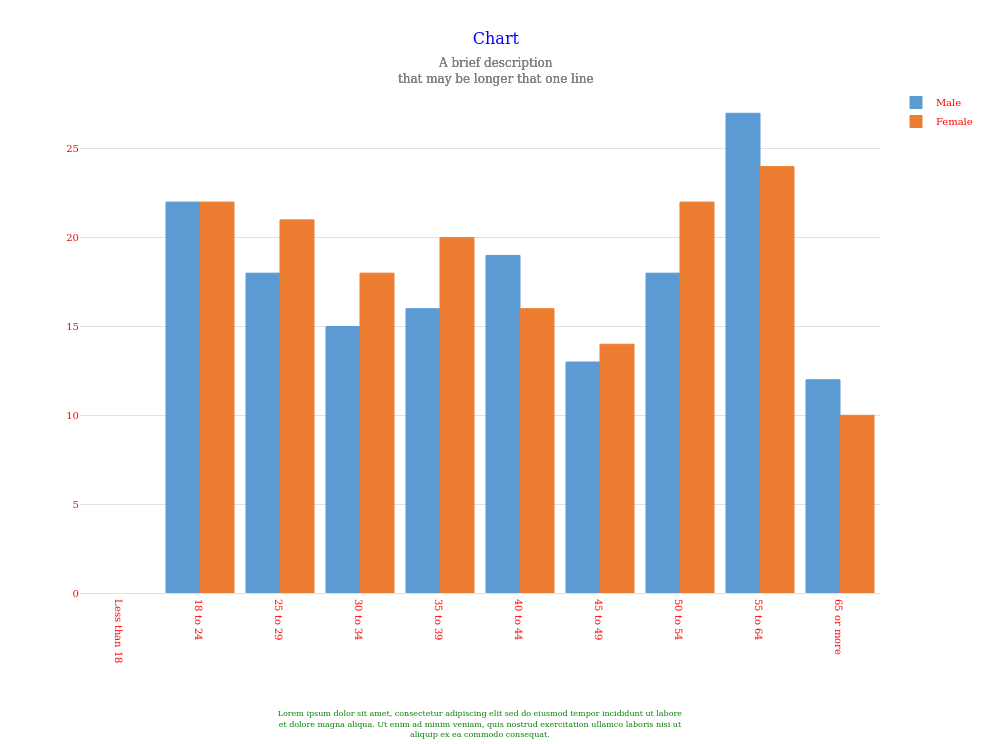 Chart
A brief description
that may be longer that one line
Male
Female
25
20
15
10
5
0
Less than 18
18 to 24
25 to 29
30 to 34
35 to 39
40 to 44
45 to 49
50 to 54
55 to 64
65 or more
Lorem ipsum dolor sit amet, consectetur adipiscing elit sed do eiusmod tempor incididunt ut labore
et dolore magna aliqua. Ut enim ad minim veniam, quis nostrud exercitation ullamco laboris nisi ut
aliquip ex ea commodo consequat.